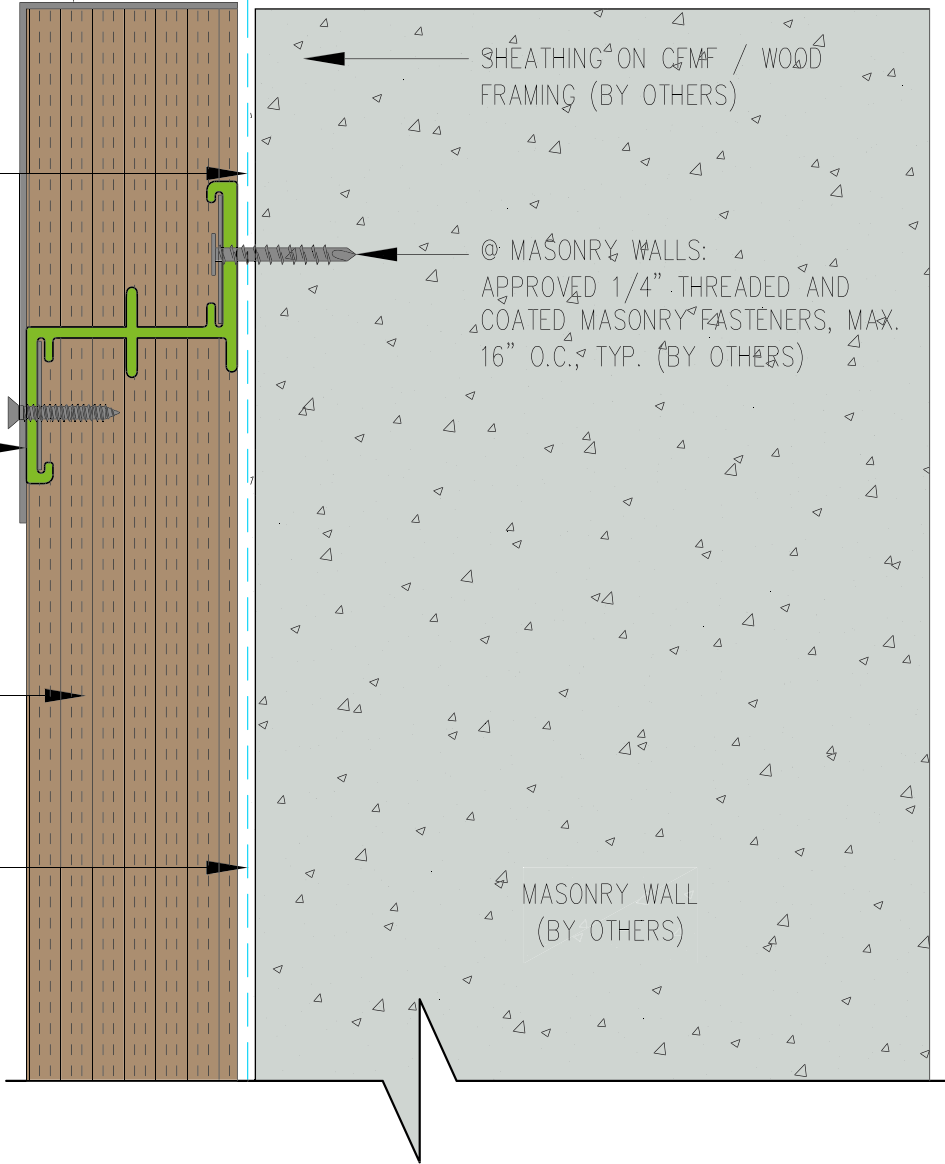 SHEATHING ON CFMF / WOOD
FRAMING (BY OTHERS)
@ MASONRY WALLS:
APPROVED 1/4” THREADED AND
COATED MASONRY FASTENERS, MAX.
16” O.C., TYP. (BY OTHERS)
MASONRY WALL
(BY OTHERS)